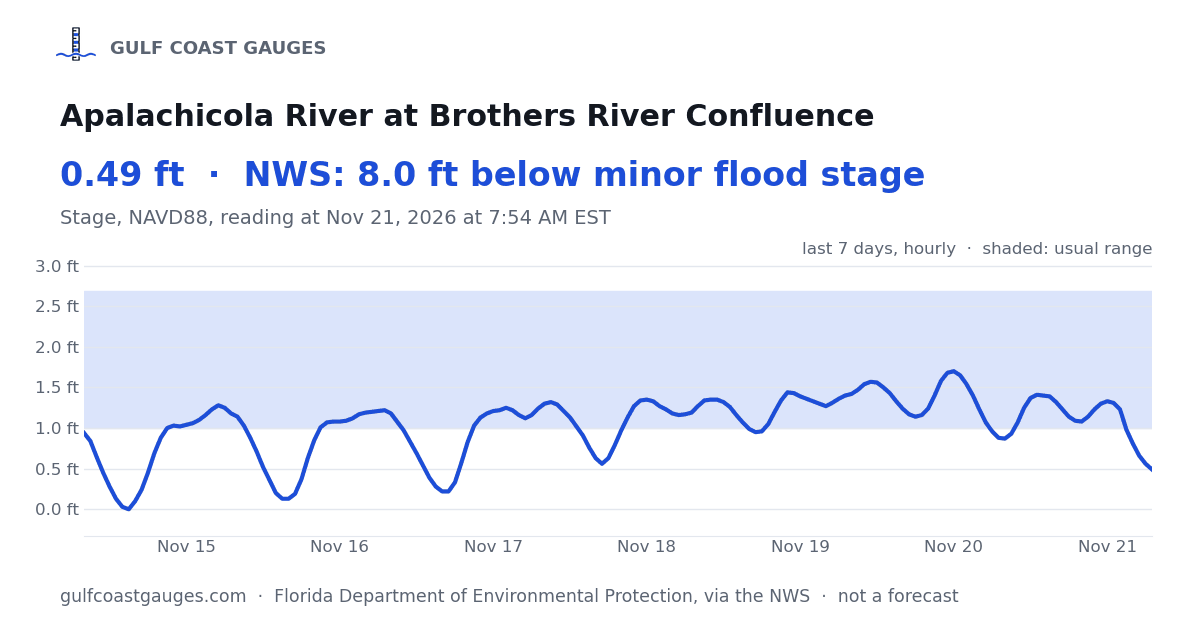 GULF COAST GAUGES
Apalachicola River at Brothers River Confluence
0.49 ft · NWS: 8.0 ft below minor flood stage
Stage, NAVD88, reading at Nov 21, 2026 at 7:54 AM EST
last 7 days, hourly · shaded: usual range
3.0 ft
2.5 ft
2.0 ft
1.5 ft
1.0 ft
0.5 ft
0.0 ft
Nov 15 Nov 16 Nov 17 Nov 18 Nov 19 Nov 20 Nov 21
gulfcoastgauges.com · Florida Department of Environmental Protection, via the NWS · not a forecast